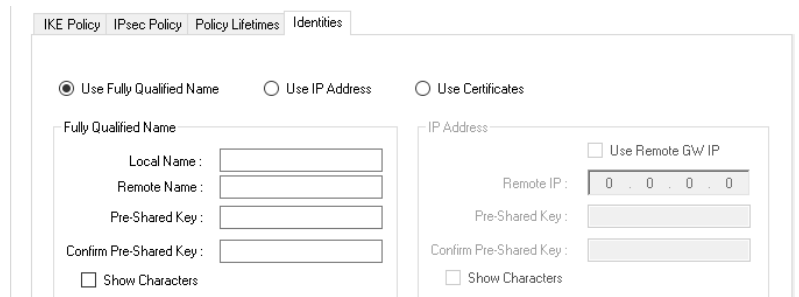 IKE Policy IPsec Policy Policy Lifetimes Identities
Use Fully Qualified Name Use IP Address Use Certificates
Fully Qualified Name
Local Name :
Remote Name :
Pre-Shared Key :
Confirm Pre-Shared Key :
Show Characters
IP Address
Use Remote GW IP
Remote IP : 0 . 0 . 0 . 0
Pre-Shared Key :
Confirm Pre-Shared Key :
Show Characters